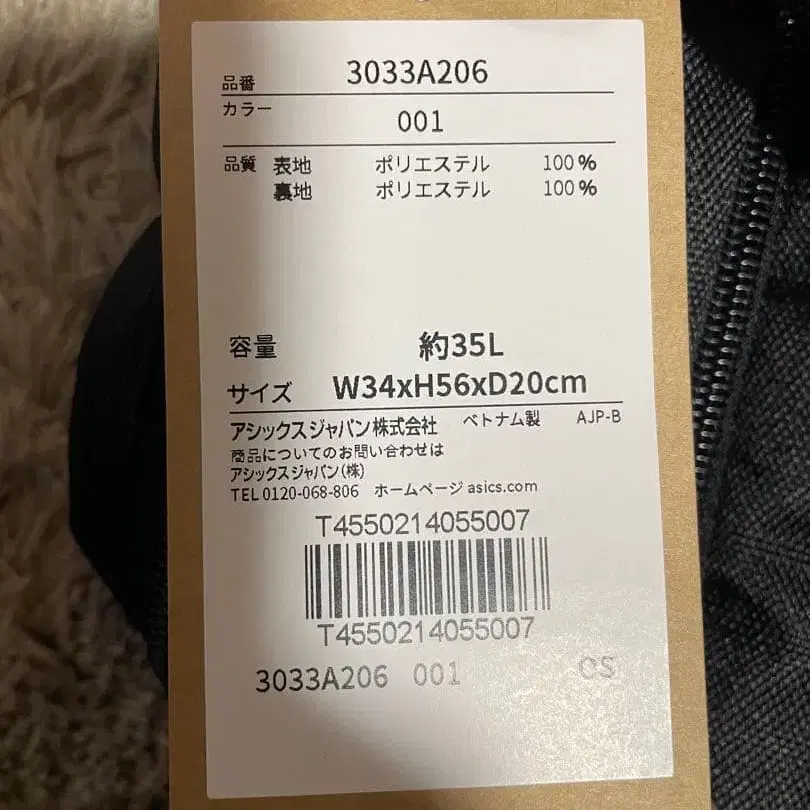 品番 3033A206
カラー 001
品質 表地 ポリエステル 100%
裏地 ポリエステル 100%
容量 約35L
サイズ W34xH56xD20cm
アシックスジャパン株式会社 ベトナム製 AJP-B
商品についてのお問い合わせは
アシックスジャパン(株)
TEL 0120-068-806 ホームページ asics.com
T4550214055007
T4550214055007
3033A206 001 OS